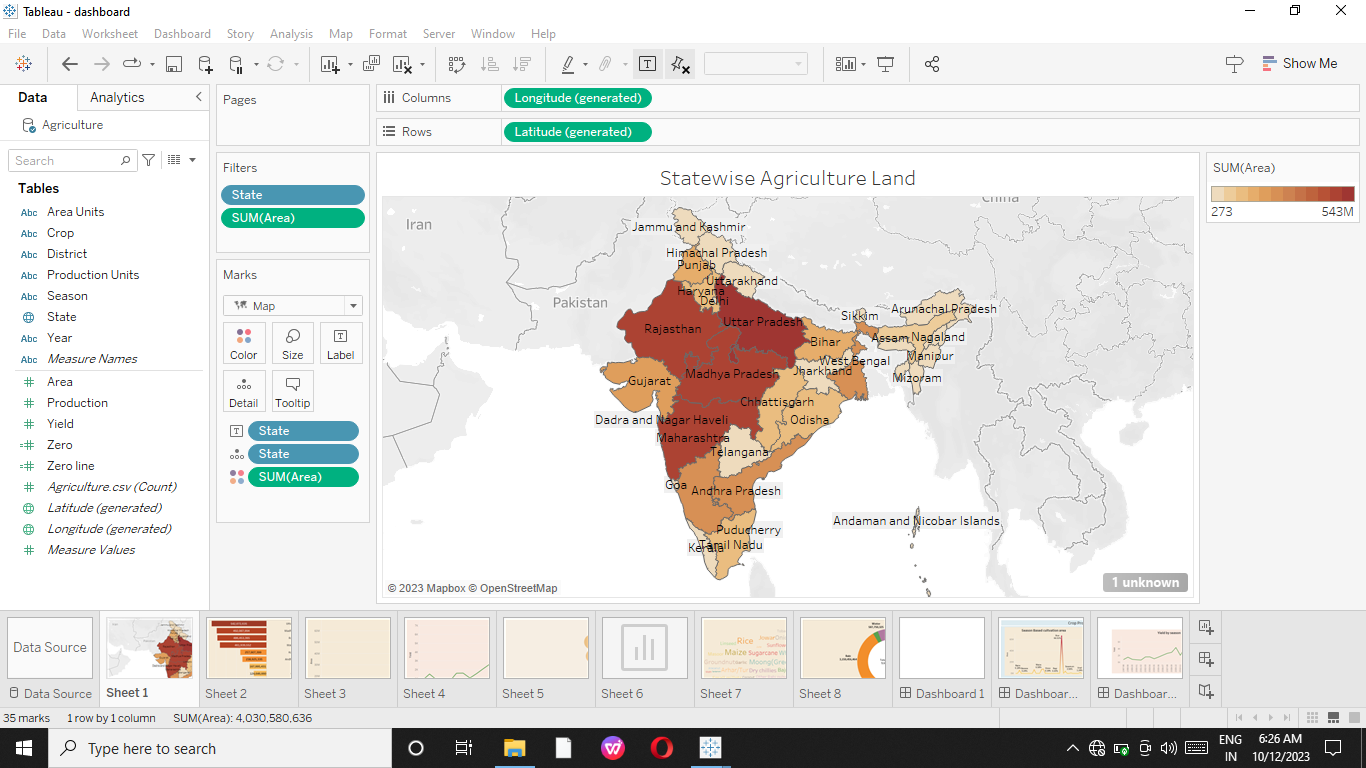 Tableau - dashboard
File Data Worksheet Dashboard Story Analysis Map Format Server Window Help
Show Me
Data Analytics
Agriculture
Search
Tables
Abc Area Units
Abc Crop
Abc District
Abc Production Units
Abc Season
State
Abc Year
Abc Measure Names
Area
Production
Yield
Zero
Zero line
Agriculture.csv (Count)
Latitude (generated)
Longitude (generated)
Measure Values
Pages
Filters
State
SUM(Area)
Marks
Map
Color Size Label
Detail Tooltip
State
State
SUM(Area)
Columns Longitude (generated)
Rows Latitude (generated)
Statewise Agriculture Land
Iran
China
Pakistan
Jammu and Kashmir
Himachal Pradesh
Punjab
Uttarakhand
Haryana
Delhi
Arunachal Pradesh
Sikkim
Rajasthan
Uttar Pradesh
Assam Nagaland
Bihar
Manipur
West Bengal
Jharkhand
Madhya Pradesh
Mizoram
Gujarat
Chhattisgarh
Dadra and Nagar Haveli
Odisha
Maharashtra
Telangana
Goa
Andhra Pradesh
Andaman and Nicobar Islands
Puducherry
Tamil Nadu
Kerala
© 2023 Mapbox © OpenStreetMap
1 unknown
SUM(Area)
273 543M
Data Source
Rice
Maize Sugarcane
Data Source Sheet 1 Sheet 2 Sheet 3 Sheet 4 Sheet 5 Sheet 6 Sheet 7 Sheet 8 Dashboard 1 Dashboar... Dashboar...
35 marks 1 row by 1 column SUM(Area): 4,030,580,636
Type here to search
ENG
IN
6:26 AM
10/12/2023